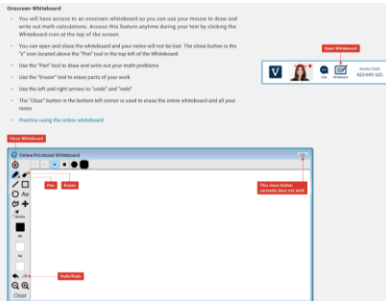 Onscreen Whiteboard
• You will have access to an onscreen whiteboard so you can use your mouse to draw and
write out math calculations. Access this feature anytime during your test by clicking the
Whiteboard icon at the top of the screen.
• You can open and close the whiteboard and your notes will not be lost. The close button is the
"x" icon located above the "Pen" tool in the top left of the Whiteboard.
• Use the "Pen" tool to draw and write out your math problems
• Use the "Eraser" tool to erase parts of your work
• Use the left and right arrows to "undo" and "redo"
• The "Clear" button in the bottom left corner is used to erase the entire whiteboard and all your
notes
• Practice using the online whiteboard
Open Whiteboard
Access Code
Whiteboard
Close Whiteboard
Online Proctored Whiteboard
Pen
Eraser
This close button
currently does not work
Aa
Undo/Redo
Clear